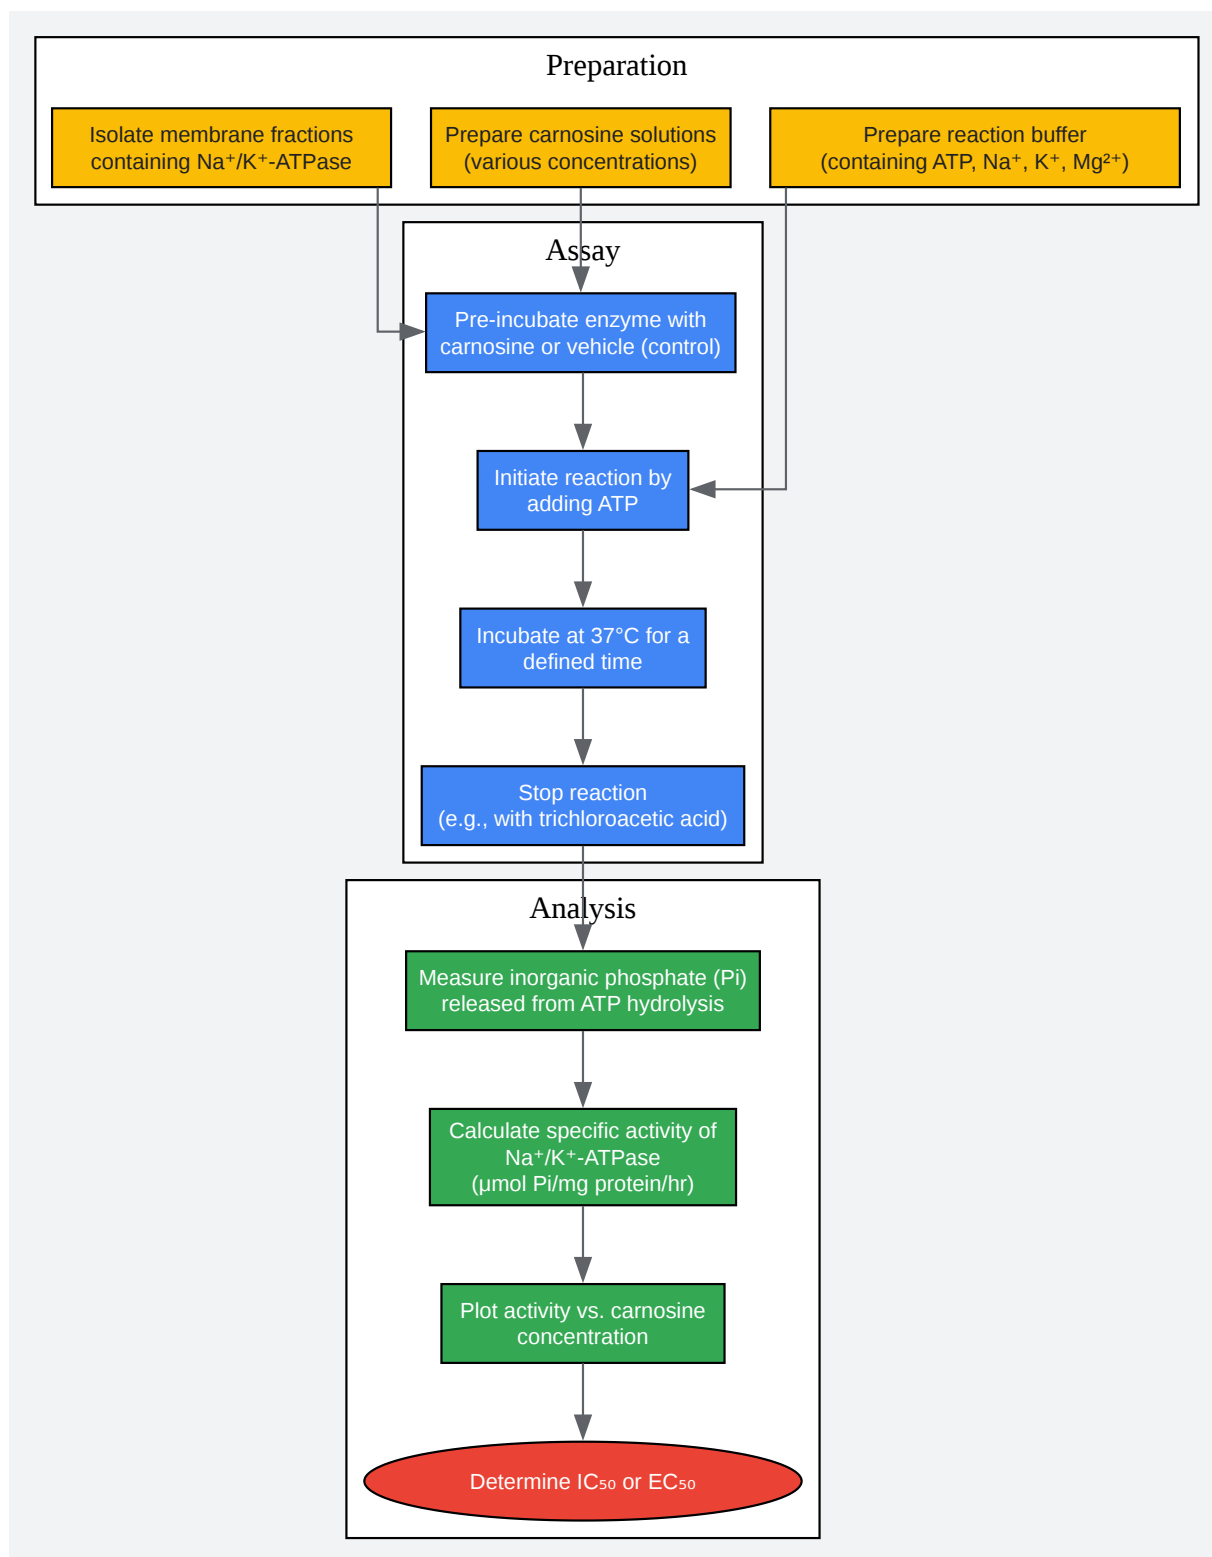 Preparation
Isolate membrane fractions
containing Na⁺/K⁺-ATPase
Prepare carnosine solutions
(various concentrations)
Prepare reaction buffer
(containing ATP, Na⁺, K⁺, Mg²⁺)
Assay
Pre-incubate enzyme with
carnosine or vehicle (control)
Initiate reaction by
adding ATP
Incubate at 37°C for a
defined time
Stop reaction
(e.g., with trichloroacetic acid)
Analysis
Measure inorganic phosphate (Pi)
released from ATP hydrolysis
Calculate specific activity of
Na⁺/K⁺-ATPase
(μmol Pi/mg protein/hr)
Plot activity vs. carnosine
concentration
Determine IC₅₀ or EC₅₀